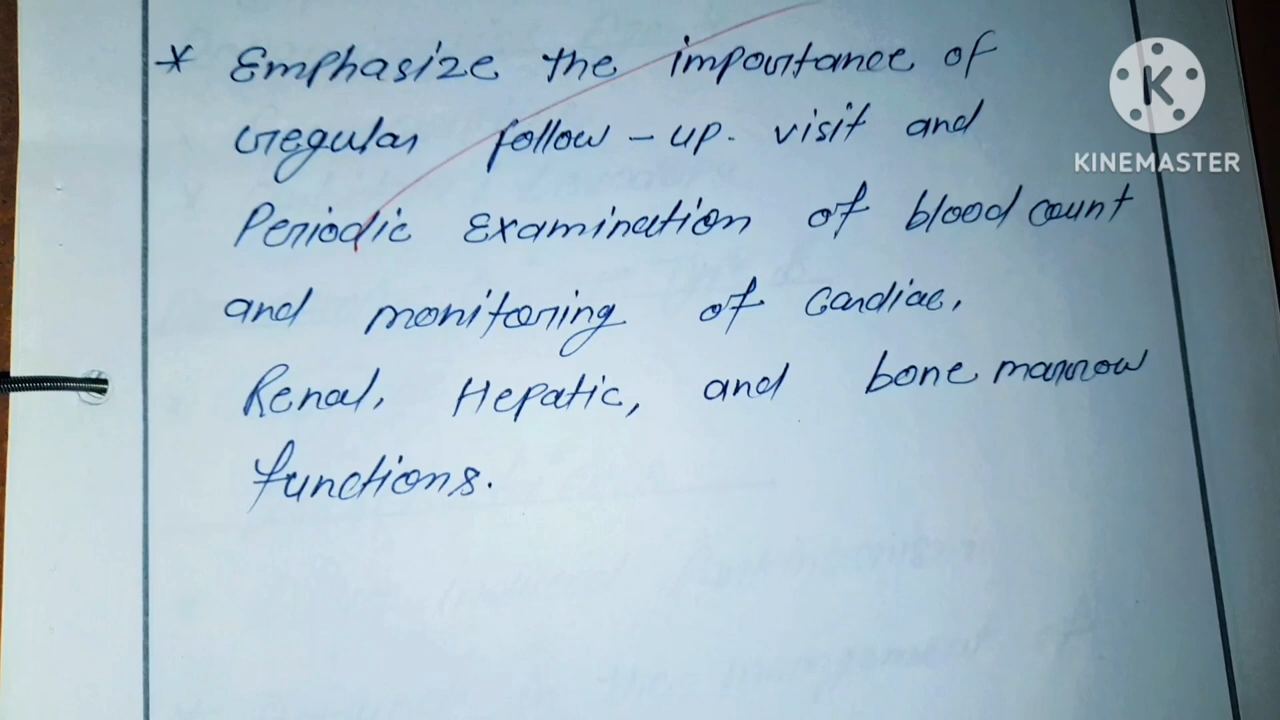 * Emphasize the importance of
regular follow-up. visit and
Periodic Examination of blood count
and monitoring of cardiac,
Renal, Hepatic, and bone marrow
functions.
K
KINEMASTER